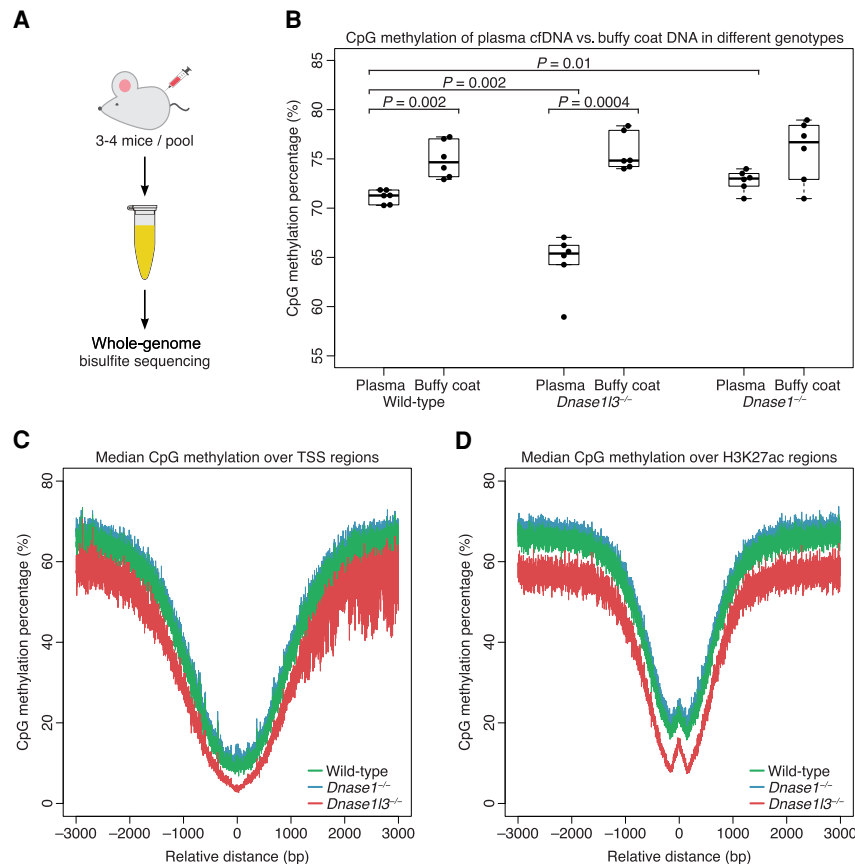 A
3-4 mice / pool
Whole-genome
bisulfite sequencing
B
CpG methylation of plasma cfDNA vs. buffy coat DNA in different genotypes
CpG methylation percentage (%)
85
80
75
70
65
60
55
P = 0.01
P = 0.002
P = 0.002
P = 0.0004
Plasma Buffy coat Plasma Buffy coat Plasma Buffy coat
Wild-type Dnase1l3–/– Dnase1–/–
C
Median CpG methylation over TSS regions
CpG methylation percentage (%)
80
60
40
20
0
Wild-type
Dnase1–/–
Dnase1l3–/–
−3000 −2000 −1000 0 1000 2000 3000
Relative distance (bp)
D
Median CpG methylation over H3K27ac regions
CpG methylation percentage (%)
80
60
40
20
0
Wild-type
Dnase1–/–
Dnase1l3–/–
−3000 −2000 −1000 0 1000 2000 3000
Relative distance (bp)